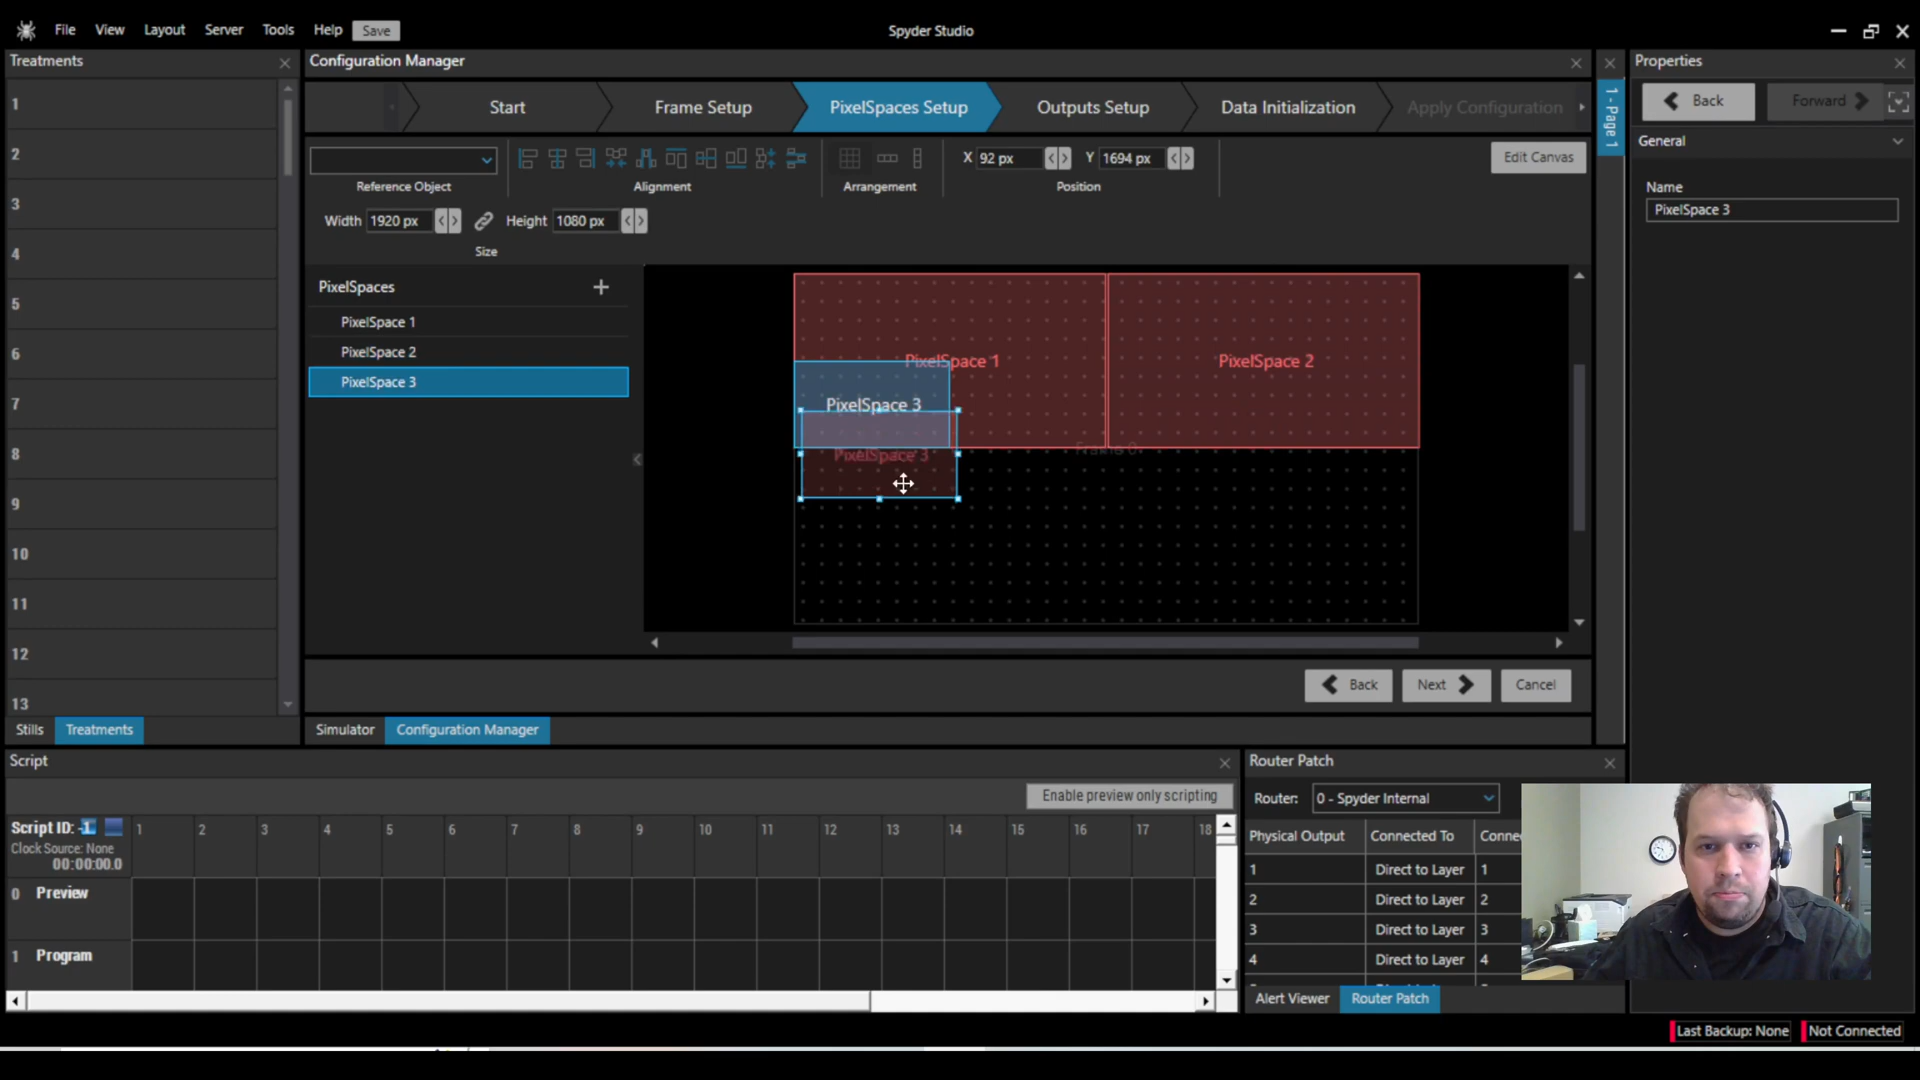 File View Layout Server Tools Help Save
Spyder Studio
Treatments
1
2
3
4
5
6
7
8
9
10
11
12
13
Stills Treatments
Configuration Manager
Start Frame Setup PixelSpaces Setup Outputs Setup Data Initialization Apply Configuration
Reference Object
Alignment
Arrangement
X 92 px Y 1694 px
Position
Edit Canvas
Width 1920 px Height 1080 px
Size
PixelSpaces +
PixelSpace 1
PixelSpace 2
PixelSpace 3
PixelSpace 1
PixelSpace 2
PixelSpace 3
PixelSpace 3
Frame 0
Back Next Cancel
Simulator Configuration Manager
1 - Page 1
Properties
Back Forward
General
Name
PixelSpace 3
Script
Enable preview only scripting
Script ID: -1
Clock Source: None
00:00:00.0
1 2 3 4 5 6 7 8 9 10 11 12 13 14 15 16 17 18
0 Preview
1 Program
Router Patch
Router: 0 - Spyder Internal
Physical Output Connected To Connec
1 Direct to Layer 1
2 Direct to Layer 2
3 Direct to Layer 3
4 Direct to Layer 4
Alert Viewer Router Patch
Last Backup: None Not Connected